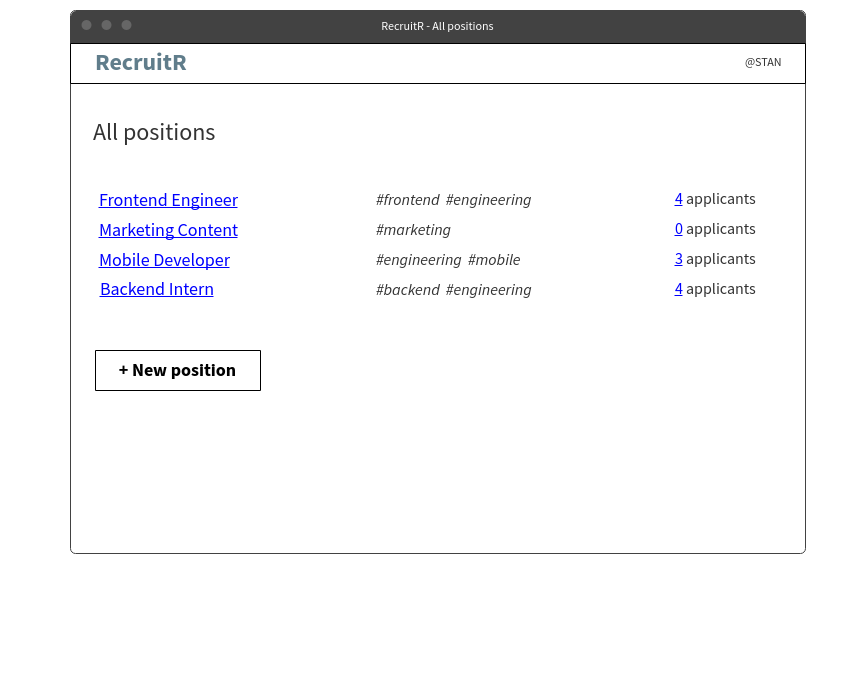 RecruitR - All positions
RecruitR @STAN
All positions
Frontend Engineer #frontend #engineering 4 applicants
Marketing Content #marketing 0 applicants
Mobile Developer #engineering #mobile 3 applicants
Backend Intern #backend #engineering 4 applicants
+ New position